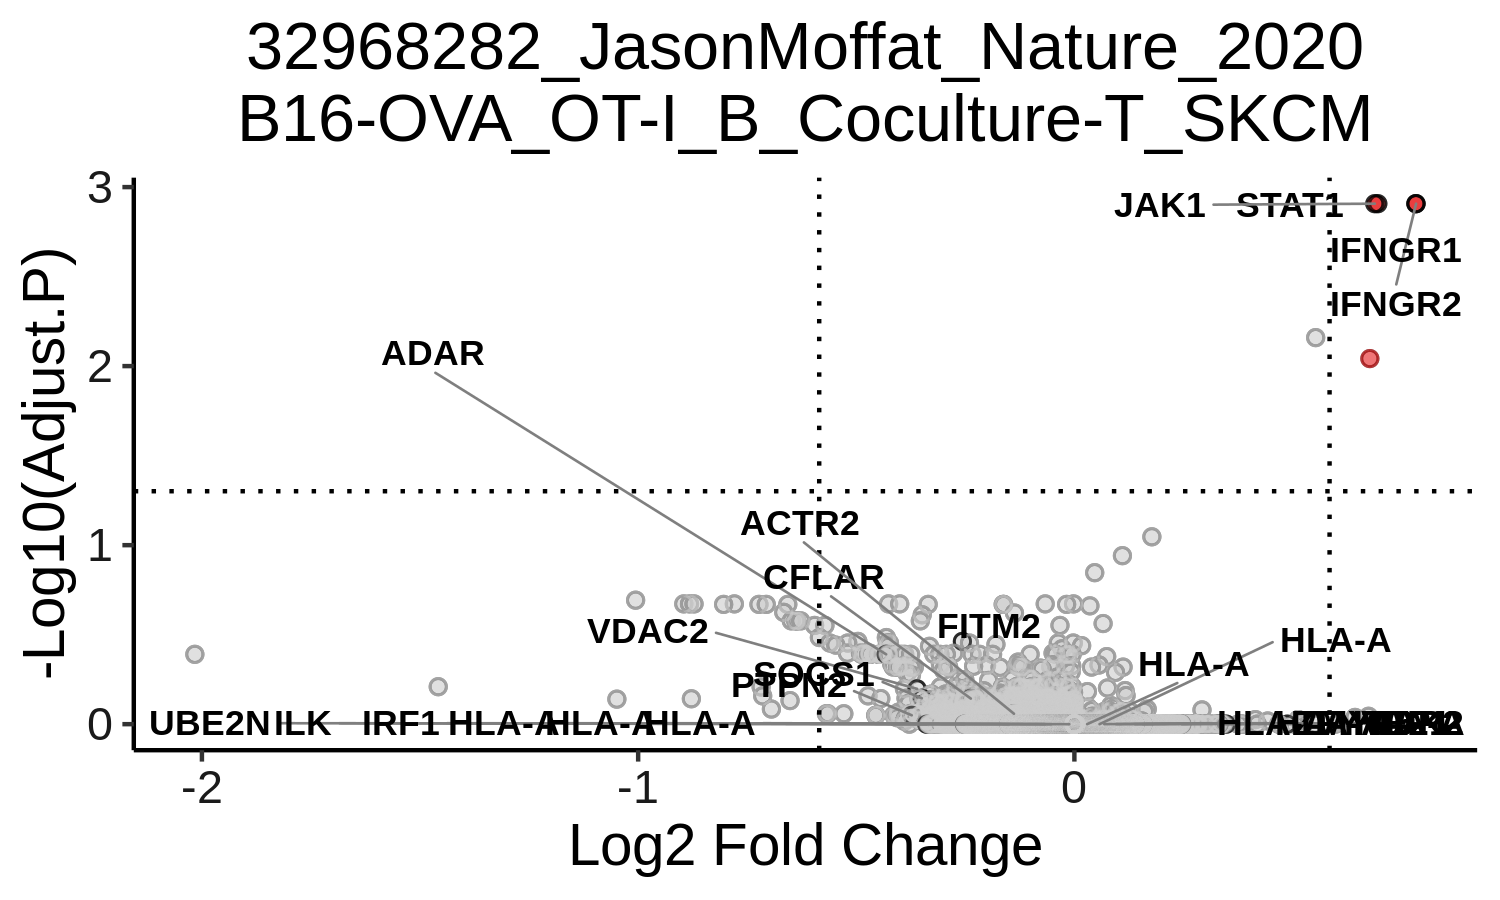 32968282_JasonMoffat_Nature_2020
B16-OVA_OT-I_B_Coculture-T_SKCM
-Log10(Adjust.P)
3
2
1
0
JAK1
STAT1
IFNGR1
IFNGR2
ADAR
ACTR2
CFLAR
VDAC2
FITM2
HLA-A
HLA-A
SOCS1
PTPN2
UBE2N
ILK
IRF1
HLA-A
HLA-A
HLA-A
-2
-1
0
Log2 Fold Change